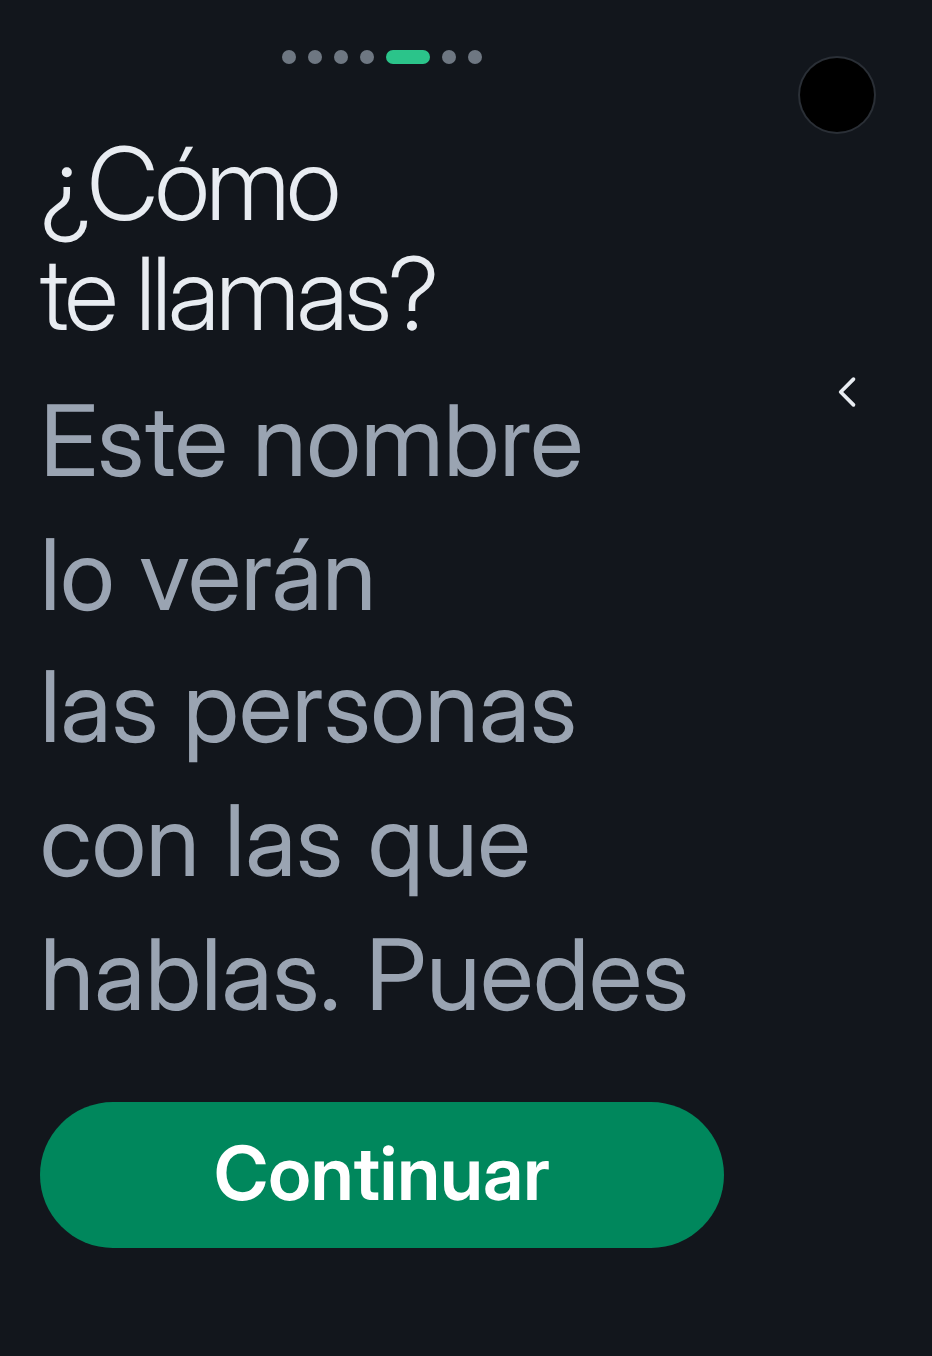 ¿Cómo
te llamas?
Este nombre
lo verán
las personas
con las que
hablas. Puedes
Continuar